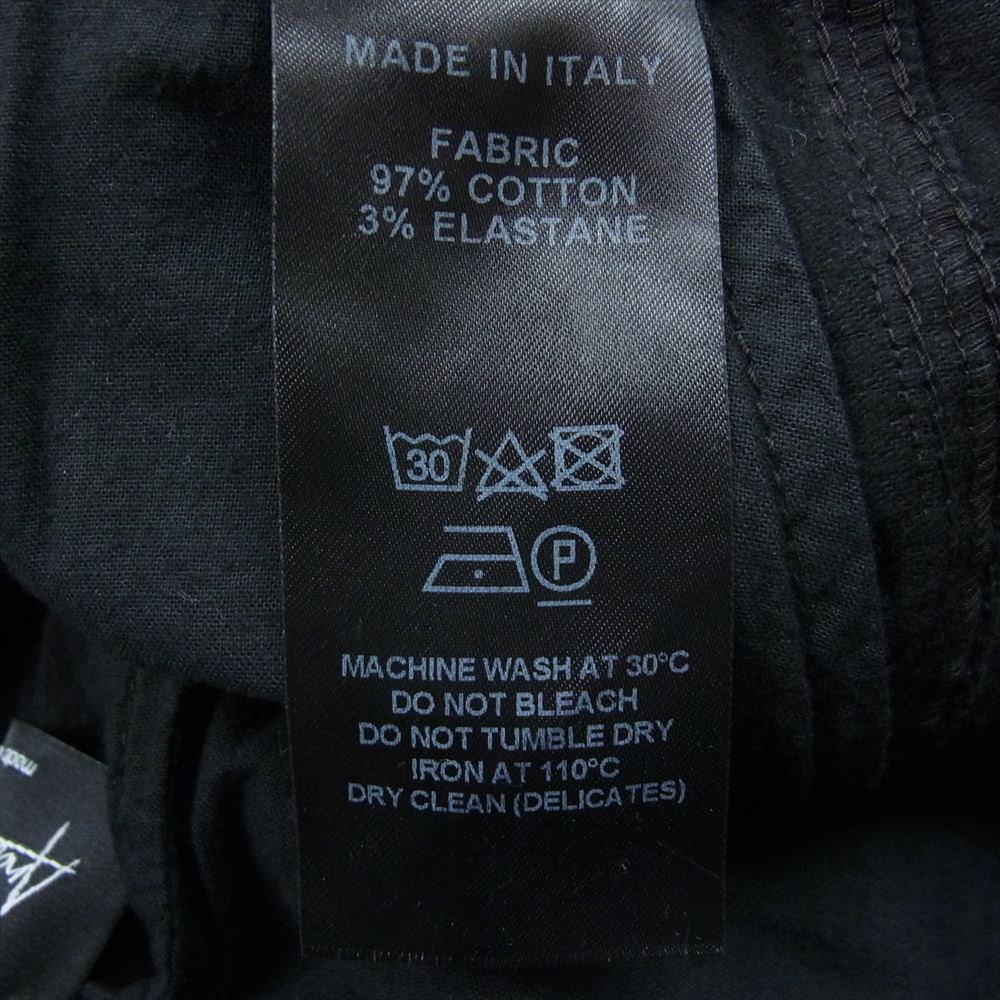 MADE IN ITALY
FABRIC
97% COTTON
3% ELASTANE
30
P
MACHINE WASH AT 30°C
DO NOT BLEACH
DO NOT TUMBLE DRY
IRON AT 110°C
DRY CLEAN (DELICATES)